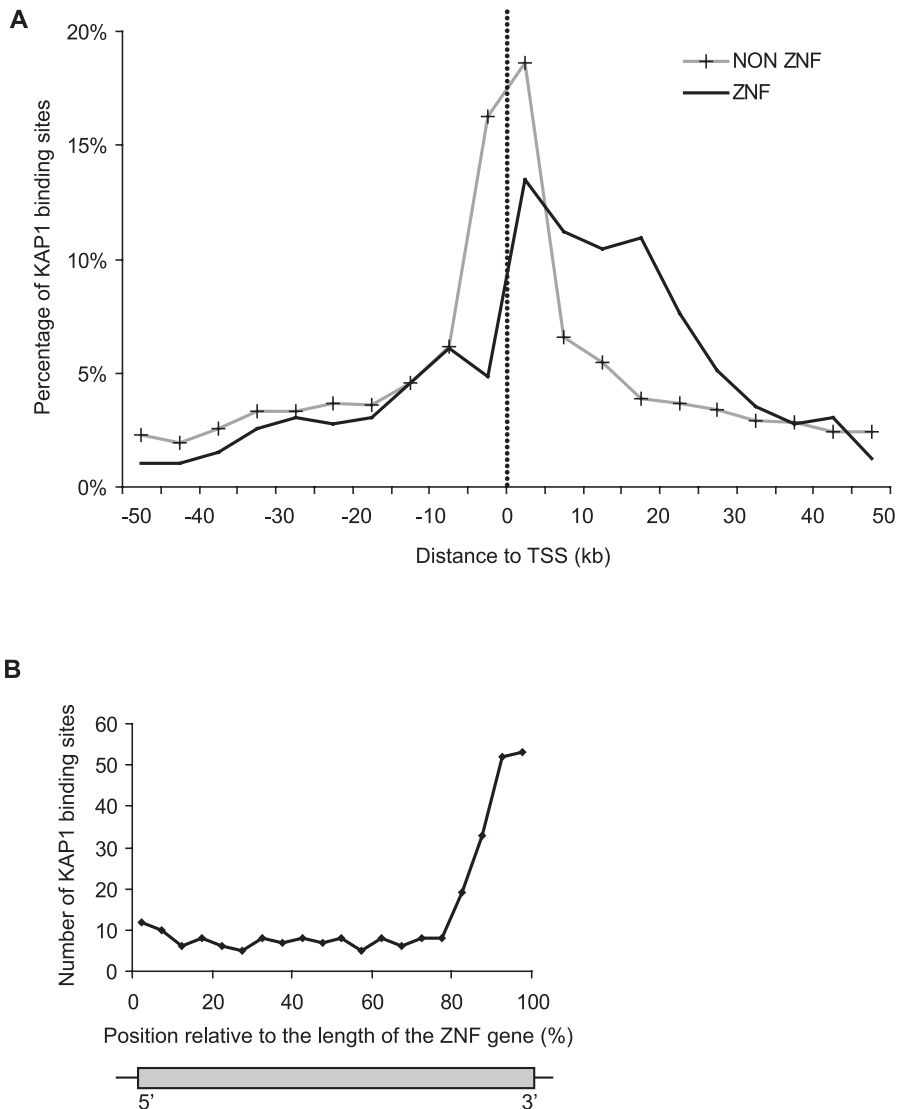 A
20%
15%
10%
5%
0%
Percentage of KAP1 binding sites
NON ZNF
ZNF
-50 -40 -30 -20 -10 0 10 20 30 40 50
Distance to TSS (kb)
B
60
50
40
30
20
10
0
Number of KAP1 binding sites
0 20 40 60 80 100
Position relative to the length of the ZNF gene (%)
5’ 3’